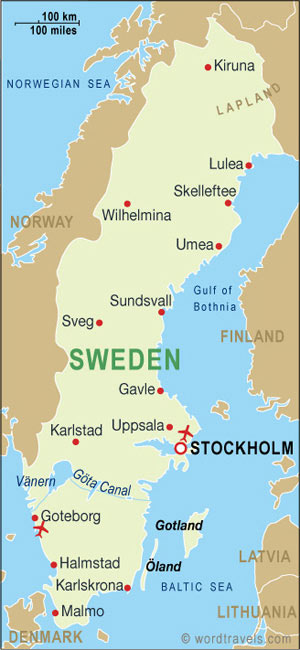 100 km
100 miles
Kiruna
NORWEGIAN SEA
LAPLAND
Lulea
Skelleftee
Wilhelmina
NORWAY
Umea
Gulf of
Bothnia
Sundsvall
Sveg
FINLAND
SWEDEN
Gavle
Uppsala
Karlstad
STOCKHOLM
Vänern
Göta Canal
Goteborg
Gotland
LATVIA
Halmstad
Öland
Karlskrona
BALTIC SEA
Malmo
LITHUANIA
DENMARK
© wordtravels.com